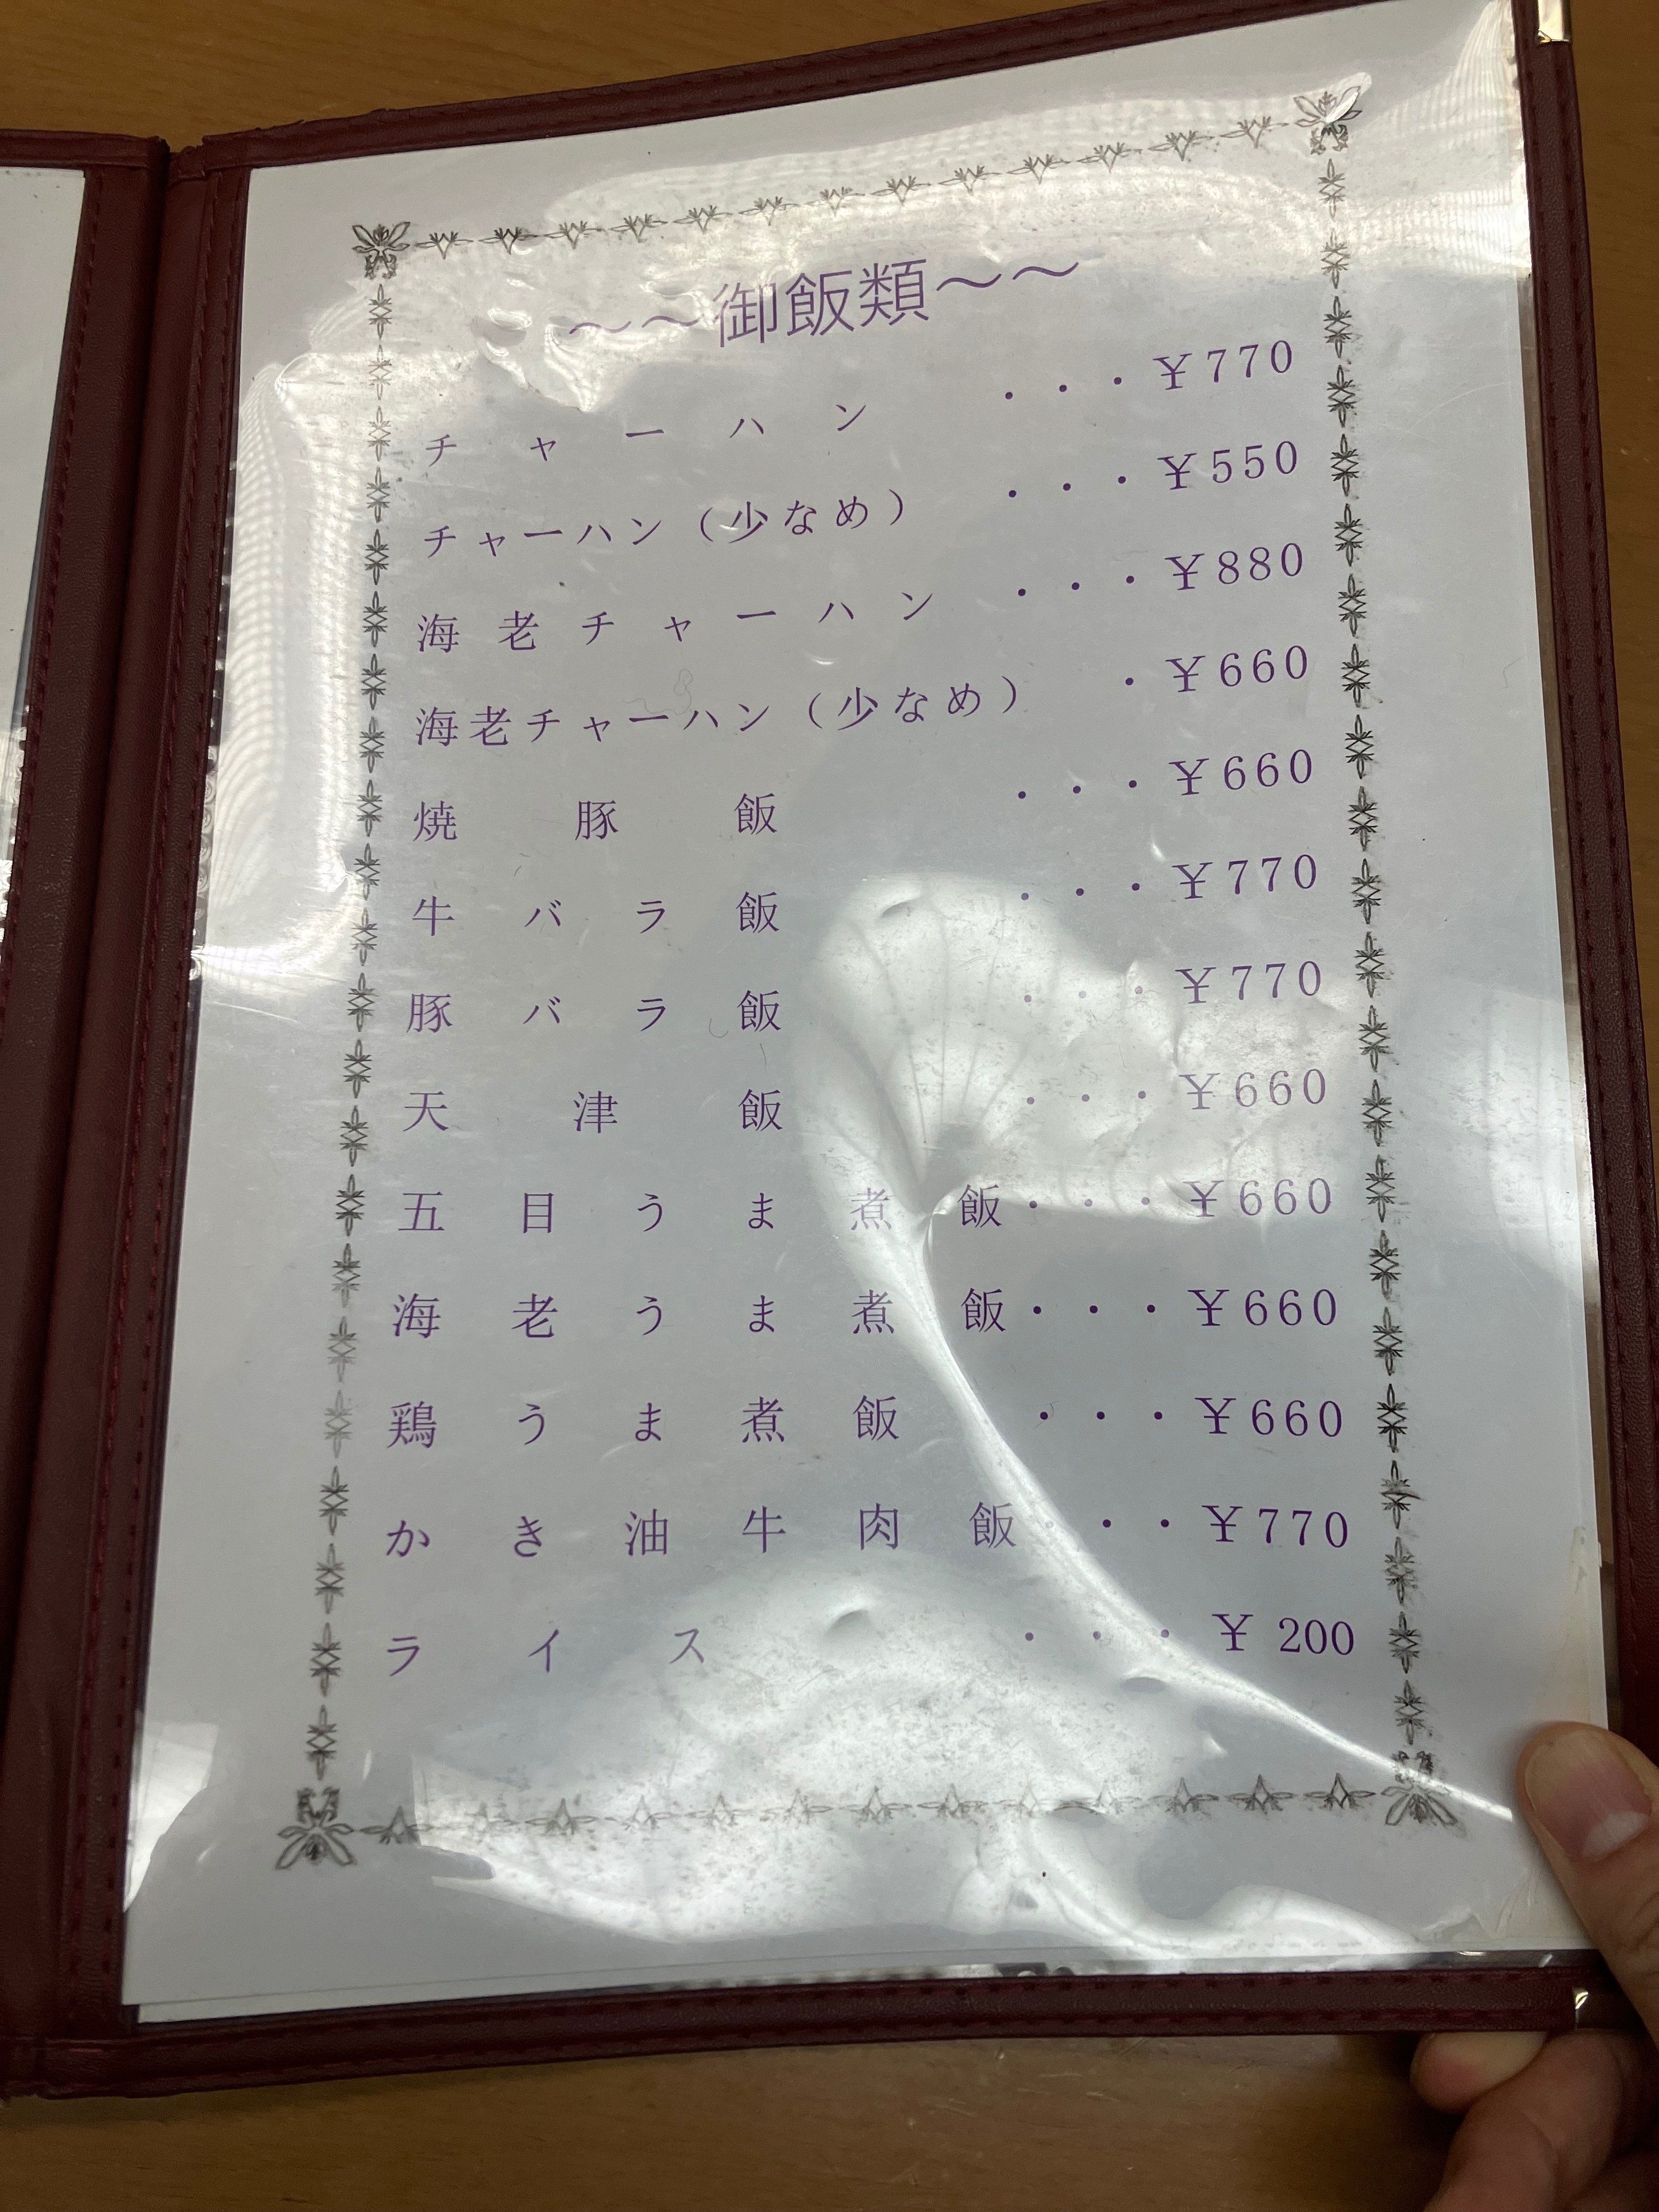 ～～御飯類～～
チャーハン ・・・￥770
チャーハン（少なめ） ・・・￥550
海老チャーハン ・・・￥880
海老チャーハン（少なめ） ・￥660
焼豚飯 ・・・￥660
牛バラ飯 ・・・￥770
豚バラ飯 ・・・￥770
天津飯 ・・・￥660
五目うま煮飯・・・￥660
海老うま煮飯・・・￥660
鶏うま煮飯 ・・・￥660
かき油牛肉飯・・・￥770
ライス ・・・￥ 200